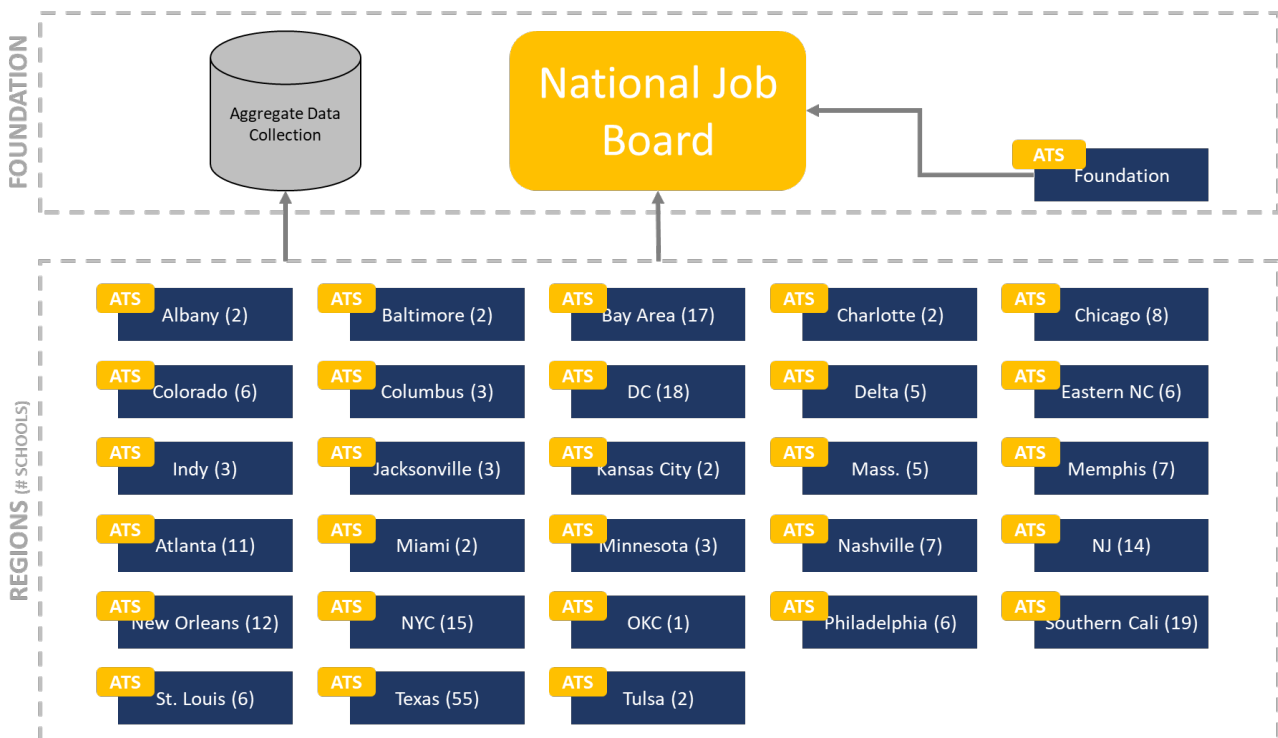 FOUNDATION
Aggregate Data
Collection
National Job
Board
ATS
Foundation
REGIONS (# SCHOOLS)
ATS
Albany (2)
ATS
Baltimore (2)
ATS
Bay Area (17)
ATS
Charlotte (2)
ATS
Chicago (8)
ATS
Colorado (6)
ATS
Columbus (3)
ATS
DC (18)
ATS
Delta (5)
ATS
Eastern NC (6)
ATS
Indy (3)
ATS
Jacksonville (3)
ATS
Kansas City (2)
ATS
Mass. (5)
ATS
Memphis (7)
ATS
Atlanta (11)
ATS
Miami (2)
ATS
Minnesota (3)
ATS
Nashville (7)
ATS
NJ (14)
ATS
New Orleans (12)
ATS
NYC (15)
ATS
OKC (1)
ATS
Philadelphia (6)
ATS
Southern Cali (19)
ATS
St. Louis (6)
ATS
Texas (55)
ATS
Tulsa (2)